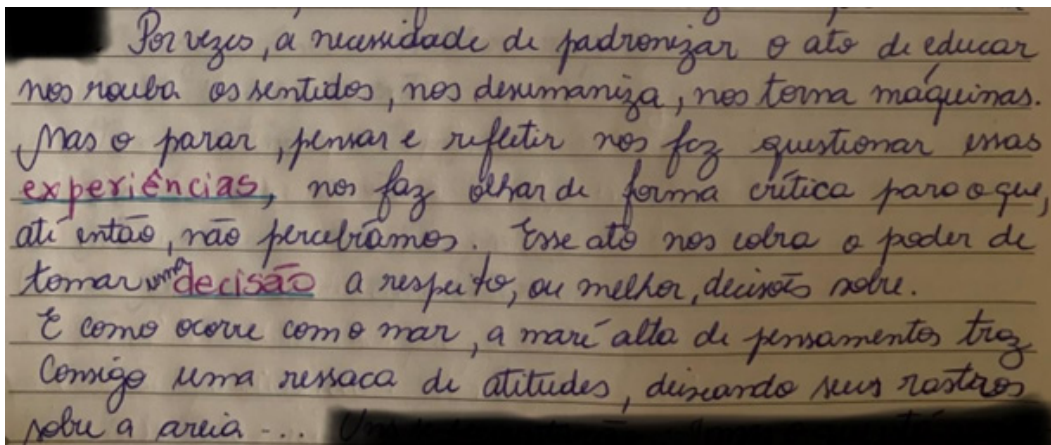 Por vezes, a necessidade de padronizar o ato de educar
nos rouba os sentidos, nos desumaniza, nos torna máquinas.
Mas o parar, pensar e refletir nos faz questionar essas
experiências, nos faz olhar de forma crítica para o que,
até então, não percebíamos. Esse ato nos cobra o poder de
tomar uma decisão a respeito, ou melhor, decisões sobre.
E como ocorre com o mar, a maré alta de pensamentos traz
consigo uma ressaca de atitudes, deixando seus rastros
sobre a areia ...